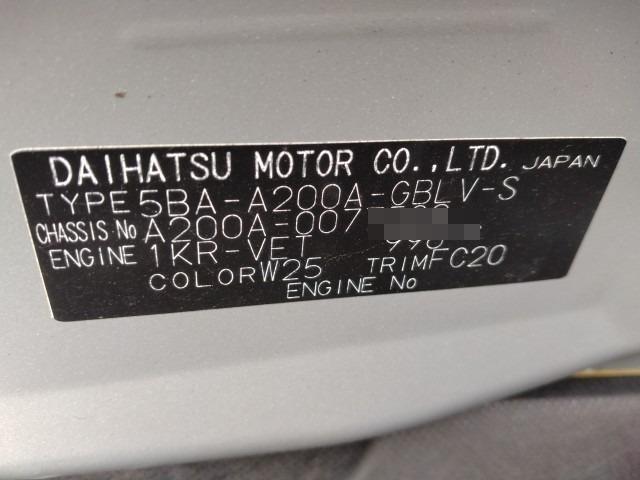 DAIHATSU MOTOR CO.,LTD. JAPAN
TYPE 5BA-A200A-GBLV-S
CHASSIS No A200A-007
ENGINE 1KR-VET 996
COLOR W25 TRIM FC20
ENGINE No